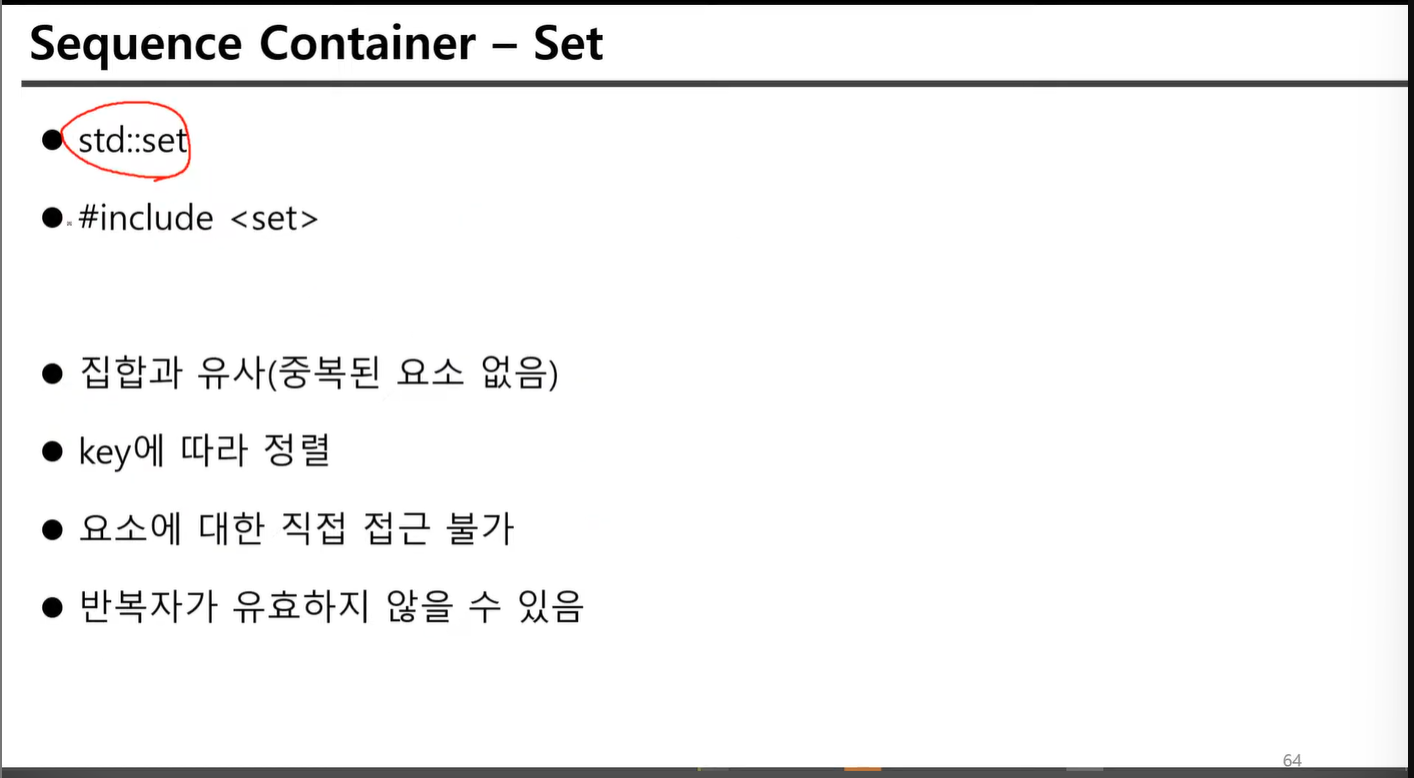 Sequence Container – Set
std::set
#include <set>
집합과 유사(중복된 요소 없음)
key에 따라 정렬
요소에 대한 직접 접근 불가
반복자가 유효하지 않을 수 있음
64